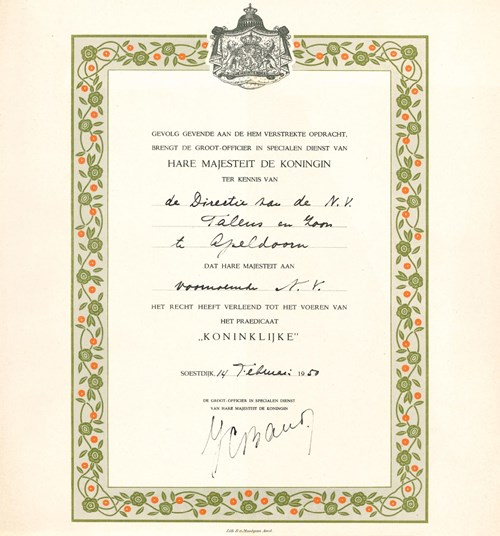 GEVOLG GEVENDE AAN DE HEM VERSTREKTE OPDRACHT,
BRENGT DE GROOT-OFFICIER IN SPECIALEN DIENST VAN
HARE MAJESTEIT DE KONINGIN
TER KENNIS VAN
de Directie van de N.V.
Talens en Zoon
te Apeldoorn
DAT HARE MAJESTEIT AAN
voornoemde N.V.
HET RECHT HEEFT VERLEEND TOT HET VOEREN VAN
HET PRAEDICAAT
„KONINKLIJKE”
SOESTDIJK, 14 Februari 1950
DE GROOT-OFFICIER IN SPECIALEN DIENST
VAN HARE MAJESTEIT DE KONINGIN